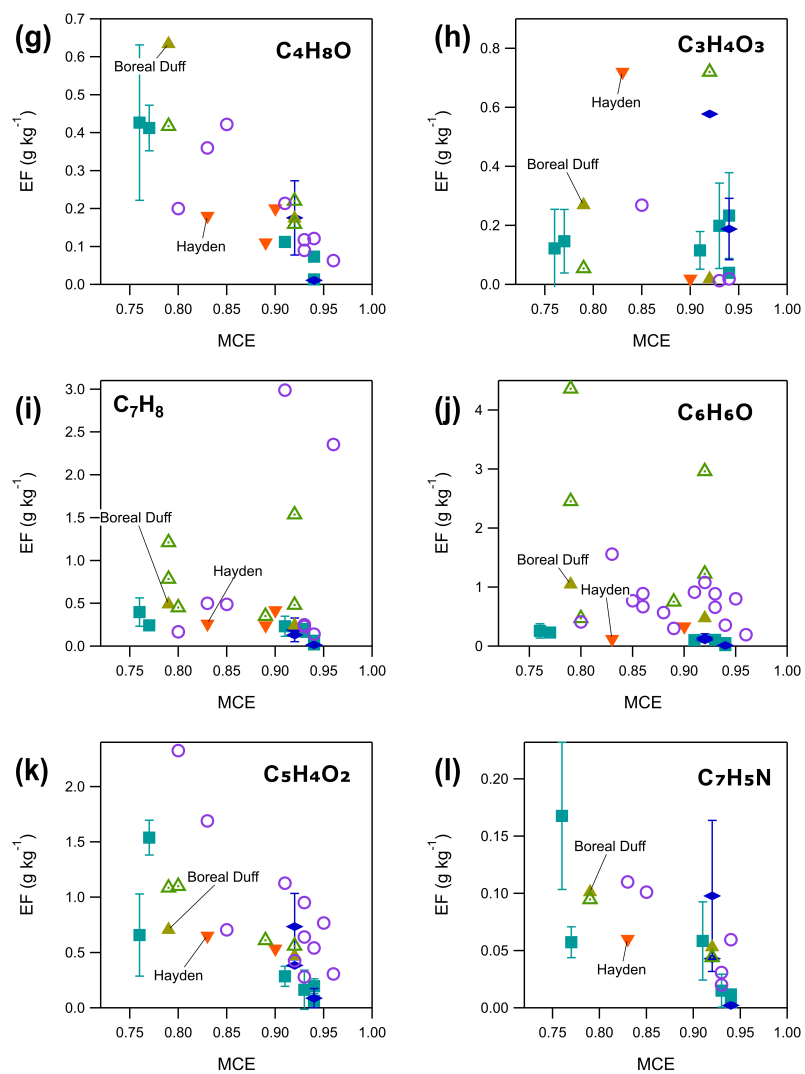 (g)
C₄H₈O
0.7
0.6
0.5
0.4
0.3
0.2
0.1
0.0
EF (g kg⁻¹)
Boreal Duff
Hayden
0.75 0.80 0.85 0.90 0.95 1.00
MCE
(h)
C₃H₄O₃
0.8
0.6
0.4
0.2
0.0
EF (g kg⁻¹)
Hayden
Boreal Duff
0.75 0.80 0.85 0.90 0.95 1.00
MCE
(i)
C₇H₈
3.0
2.5
2.0
1.5
1.0
0.5
0.0
EF (g kg⁻¹)
Boreal Duff
Hayden
0.75 0.80 0.85 0.90 0.95 1.00
MCE
(j)
C₆H₆O
4
3
2
1
0
EF (g kg⁻¹)
Boreal Duff
Hayden
0.75 0.80 0.85 0.90 0.95 1.00
MCE
(k)
C₅H₄O₂
2.0
1.5
1.0
0.5
0.0
EF (g kg⁻¹)
Boreal Duff
Hayden
0.75 0.80 0.85 0.90 0.95 1.00
MCE
(l)
C₇H₅N
0.20
0.15
0.10
0.05
0.00
EF (g kg⁻¹)
Boreal Duff
Hayden
0.75 0.80 0.85 0.90 0.95 1.00
MCE